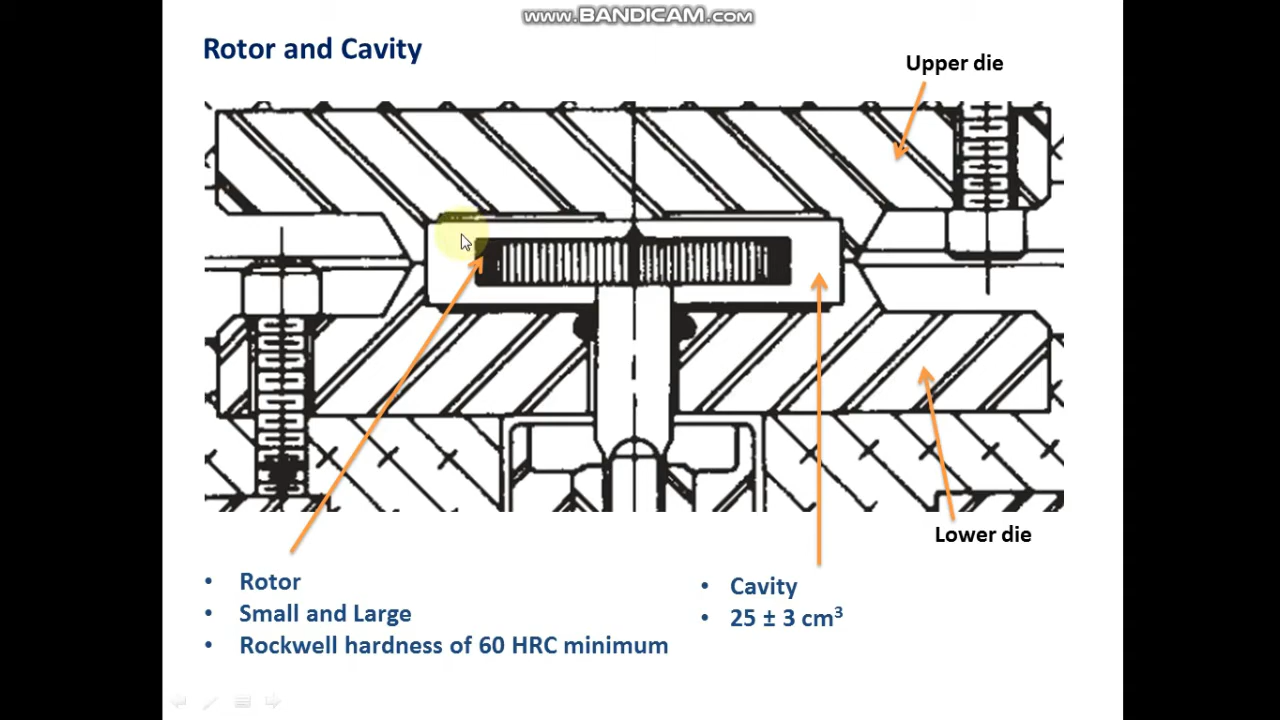 www.BANDICAM.com
Rotor and Cavity
Upper die
Lower die
• Rotor
• Small and Large
• Rockwell hardness of 60 HRC minimum
• Cavity
• 25 ± 3 cm³